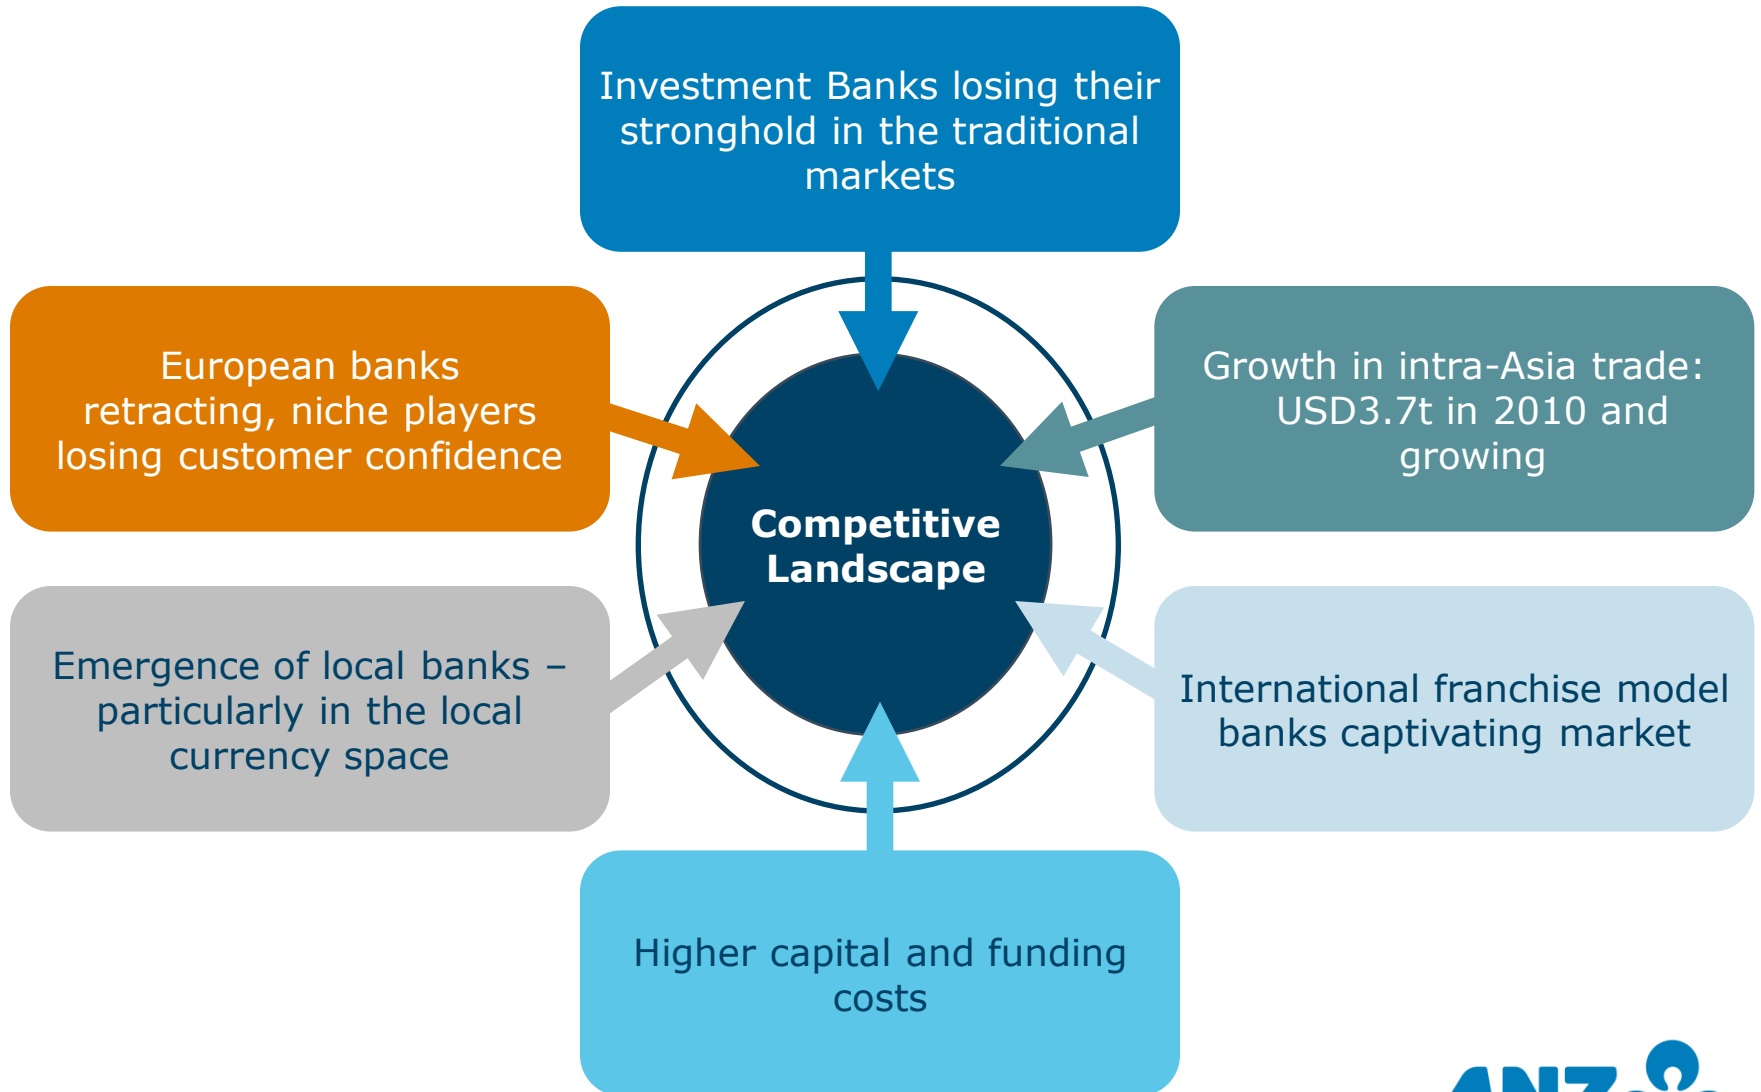 Investment Banks losing their
stronghold in the traditional
markets
European banks
retracting, niche players
losing customer confidence
Growth in intra-Asia trade:
USD3.7t in 2010 and
growing
Competitive
Landscape
Emergence of local banks –
particularly in the local
currency space
International franchise model
banks captivating market
Higher capital and funding
costs
ANZ